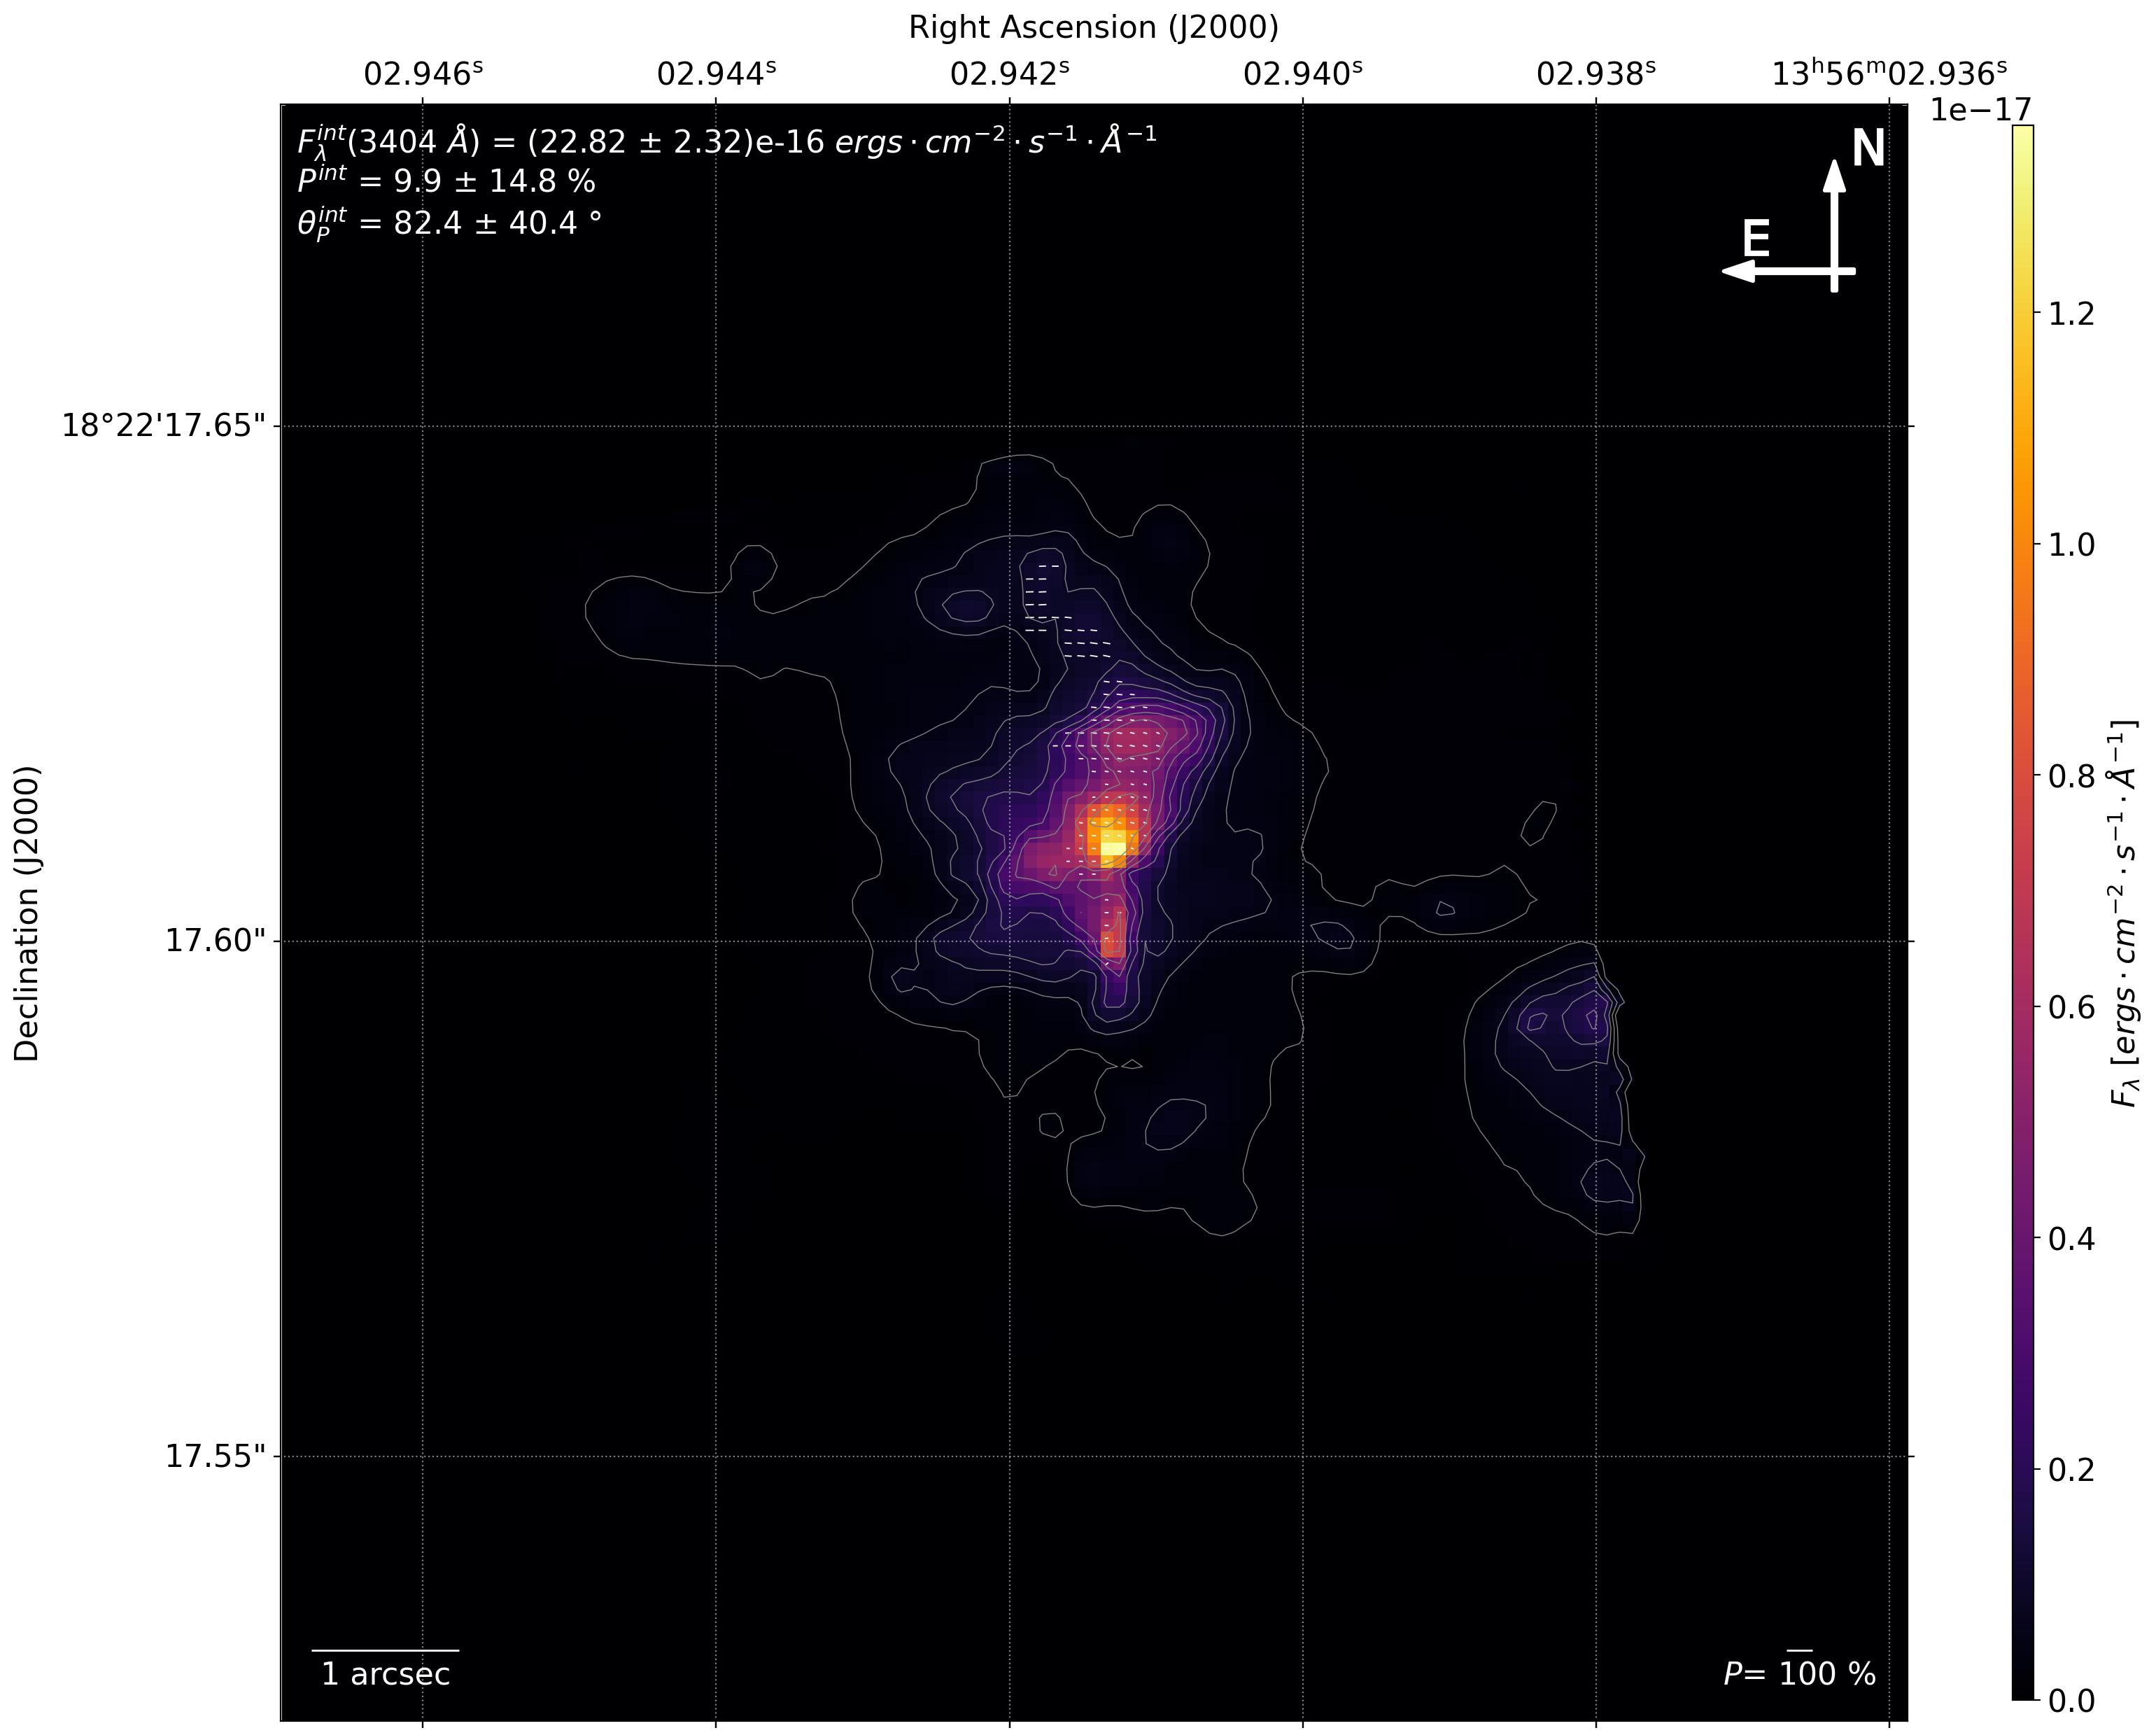 Right Ascension (J2000)
02.946ˢ 02.944ˢ 02.942ˢ 02.940ˢ 02.938ˢ 13ʰ56ᵐ02.936ˢ
1e−17
F_λ^int(3404 Å) = (22.82 ± 2.32)e-16 ergs · cm⁻² · s⁻¹ · Å⁻¹
P^int = 9.9 ± 14.8 %
θ_P^int = 82.4 ± 40.4 °
N
E
18°22'17.65"
17.60"
17.55"
Declination (J2000)
1.2
1.0
0.8
0.6
0.4
0.2
0.0
F_λ [ergs · cm⁻² · s⁻¹ · Å⁻¹]
1 arcsec
P= 100 %